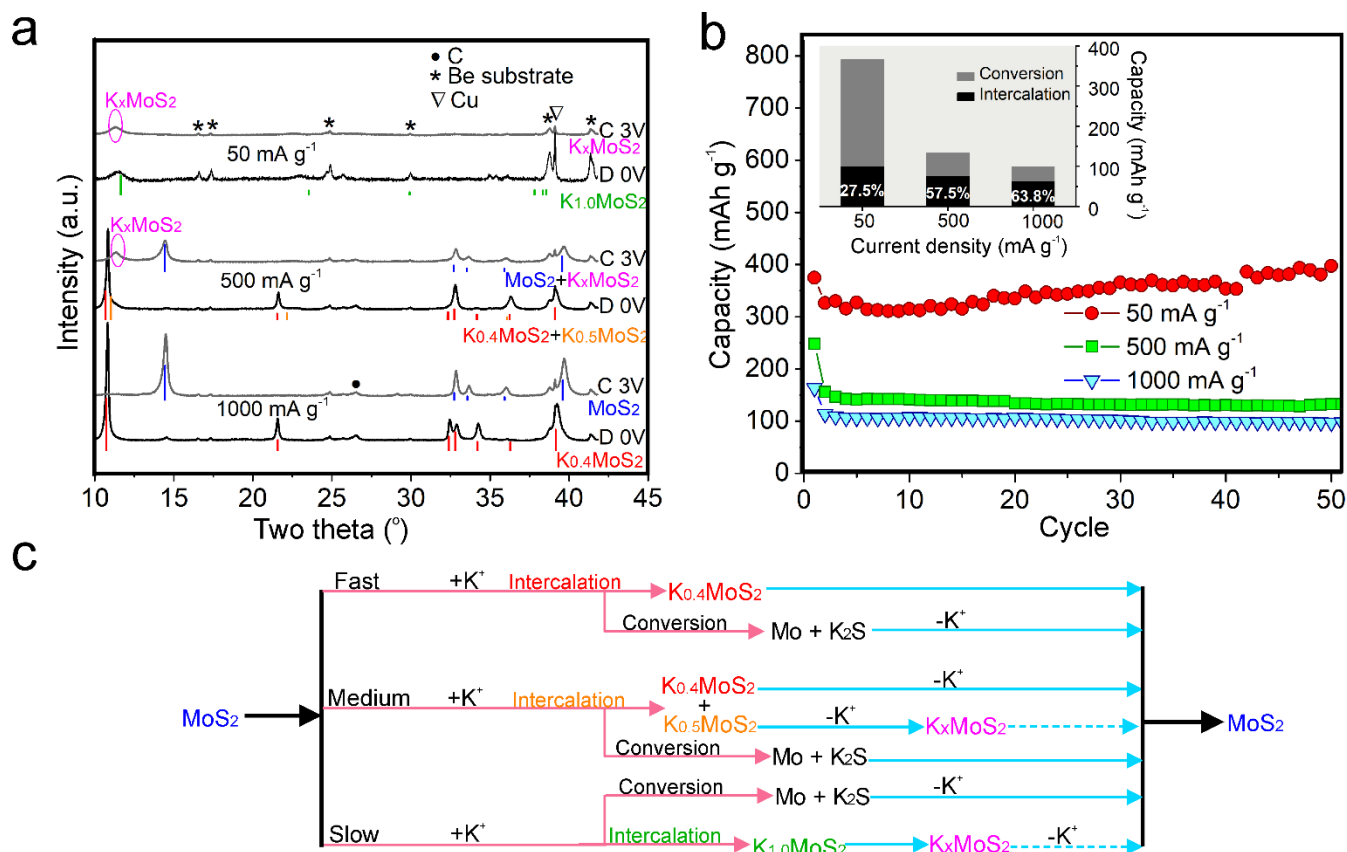 a
C
* Be substrate
Cu
KxMoS2
C 3V
KxMoS2
50 mA g-1
D 0V
K1.0MoS2
KxMoS2
C 3V
MoS2+KxMoS2
500 mA g-1
D 0V
K0.4MoS2+K0.5MoS2
C 3V
MoS2
1000 mA g-1
D 0V
K0.4MoS2
10 15 20 25 30 35 40 45
Two theta (°)
Intensity (a.u.)
b
800
700
600
500
400
300
200
100
0
0 10 20 30 40 50
Cycle
Capacity (mAh g-1)
Conversion
Intercalation
400
300
200
100
0
Capacity (mAh g-1)
27.5% 57.5% 63.8%
50 500 1000
Current density (mA g-1)
50 mA g-1
500 mA g-1
1000 mA g-1
c
MoS2
Fast +K+ Intercalation K0.4MoS2
Conversion Mo + K2S -K+
Medium +K+ Intercalation K0.4MoS2 -K+
+
K0.5MoS2 -K+ KxMoS2
Conversion Mo + K2S
Conversion Mo + K2S -K+
Slow +K+ Intercalation K1.0MoS2 KxMoS2 -K+
MoS2